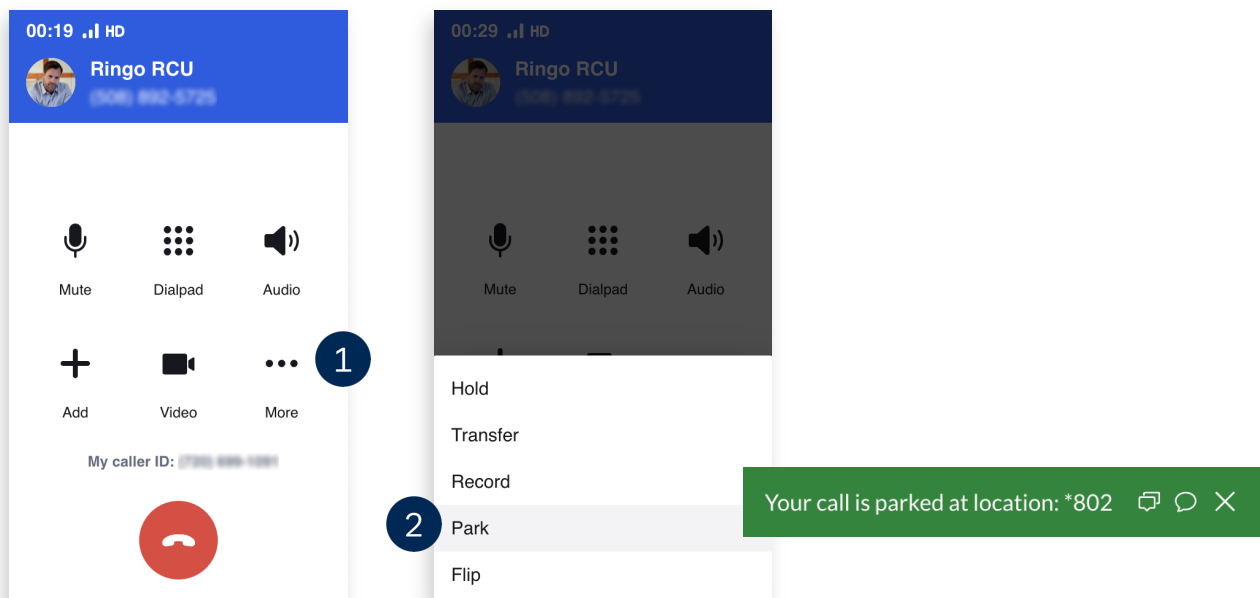 00:19 HD
Ringo RCU
Mute Dialpad Audio
1
Add Video More
My caller ID:
00:29 HD
Ringo RCU
Mute Dialpad Audio
Hold
Transfer
Record
2
Park
Flip
Your call is parked at location: *802